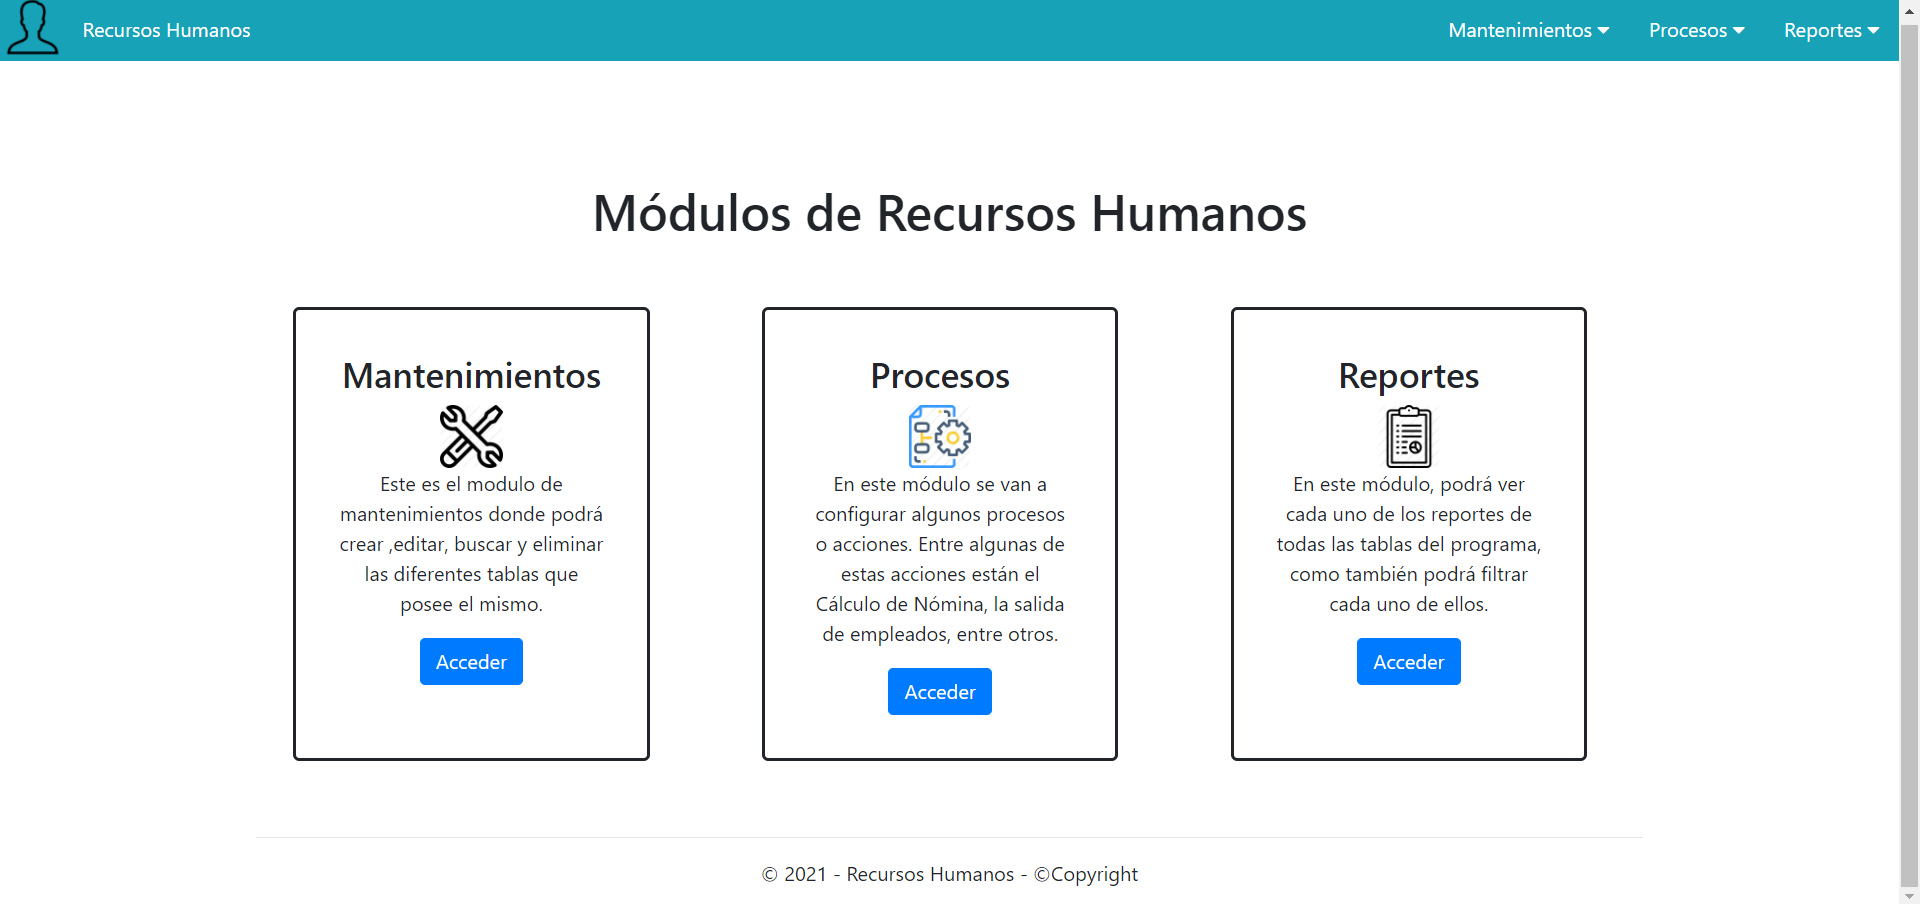 Recursos Humanos
Mantenimientos
Procesos
Reportes
Módulos de Recursos Humanos
Mantenimientos
Este es el modulo de
mantenimientos donde podrá
crear ,editar, buscar y eliminar
las diferentes tablas que
posee el mismo.
Acceder
Procesos
En este módulo se van a
configurar algunos procesos
o acciones. Entre algunas de
estas acciones están el
Cálculo de Nómina, la salida
de empleados, entre otros.
Acceder
Reportes
En este módulo, podrá ver
cada uno de los reportes de
todas las tablas del programa,
como también podrá filtrar
cada uno de ellos.
Acceder
© 2021 - Recursos Humanos - ©Copyright